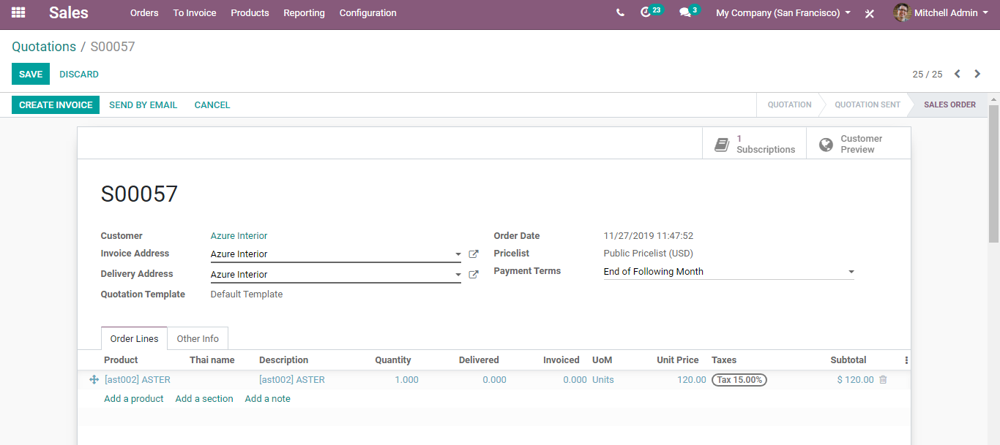 Sales Orders To Invoice Products Reporting Configuration 23 3 My Company (San Francisco) Mitchell Admin
Quotations / S00057
SAVE DISCARD 25 / 25
CREATE INVOICE SEND BY EMAIL CANCEL QUOTATION QUOTATION SENT SALES ORDER
1 Subscriptions
Customer Preview
S00057
Customer Azure Interior Order Date 11/27/2019 11:47:52
Invoice Address Azure Interior Pricelist Public Pricelist (USD)
Delivery Address Azure Interior Payment Terms End of Following Month
Quotation Template Default Template
Order Lines Other Info
Product Thai name Description Quantity Delivered Invoiced UoM Unit Price Taxes Subtotal
[ast002] ASTER [ast002] ASTER 1.000 0.000 0.000 Units 120.00 Tax 15.00% $ 120.00
Add a product Add a section Add a note